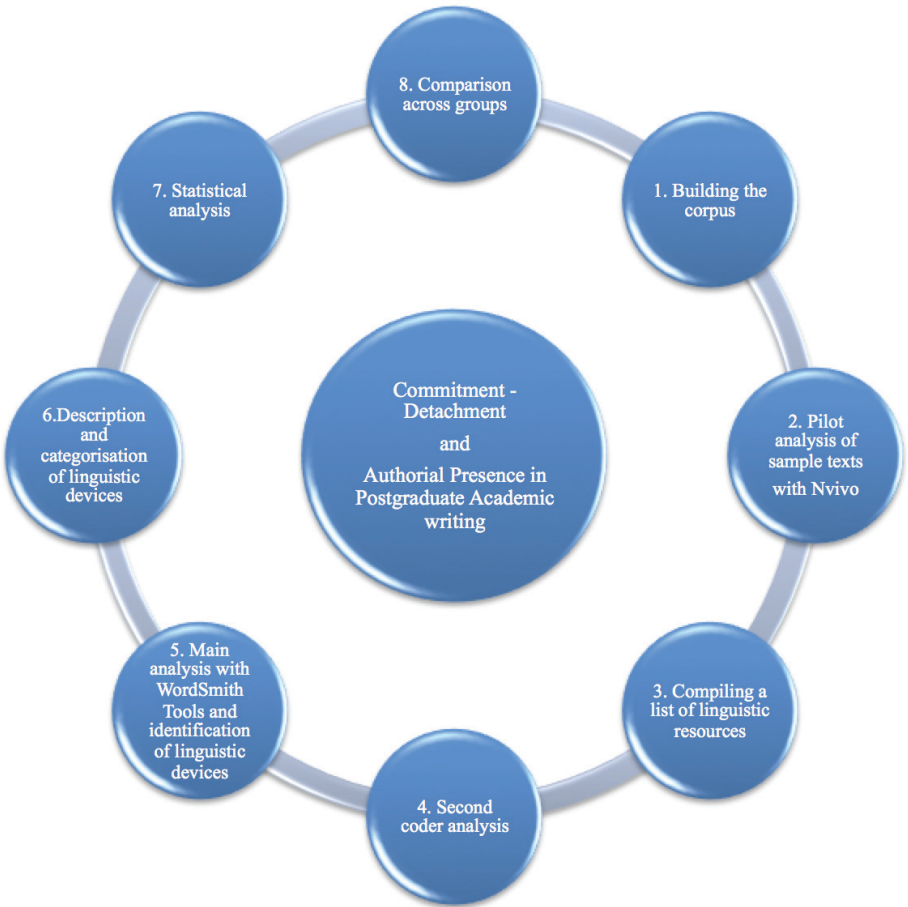 8. Comparison
across groups
1. Building the
corpus
2. Pilot
analysis of
sample texts
with Nvivo
3. Compiling a
list of linguistic
resources
4. Second
coder analysis
5. Main
analysis with
WordSmith
Tools and
identification
of linguistic
devices
6.Description
and
categorisation
of linguistic
devices
7. Statistical
analysis
Commitment -
Detachment
and
Authorial Presence in
Postgraduate Academic
writing